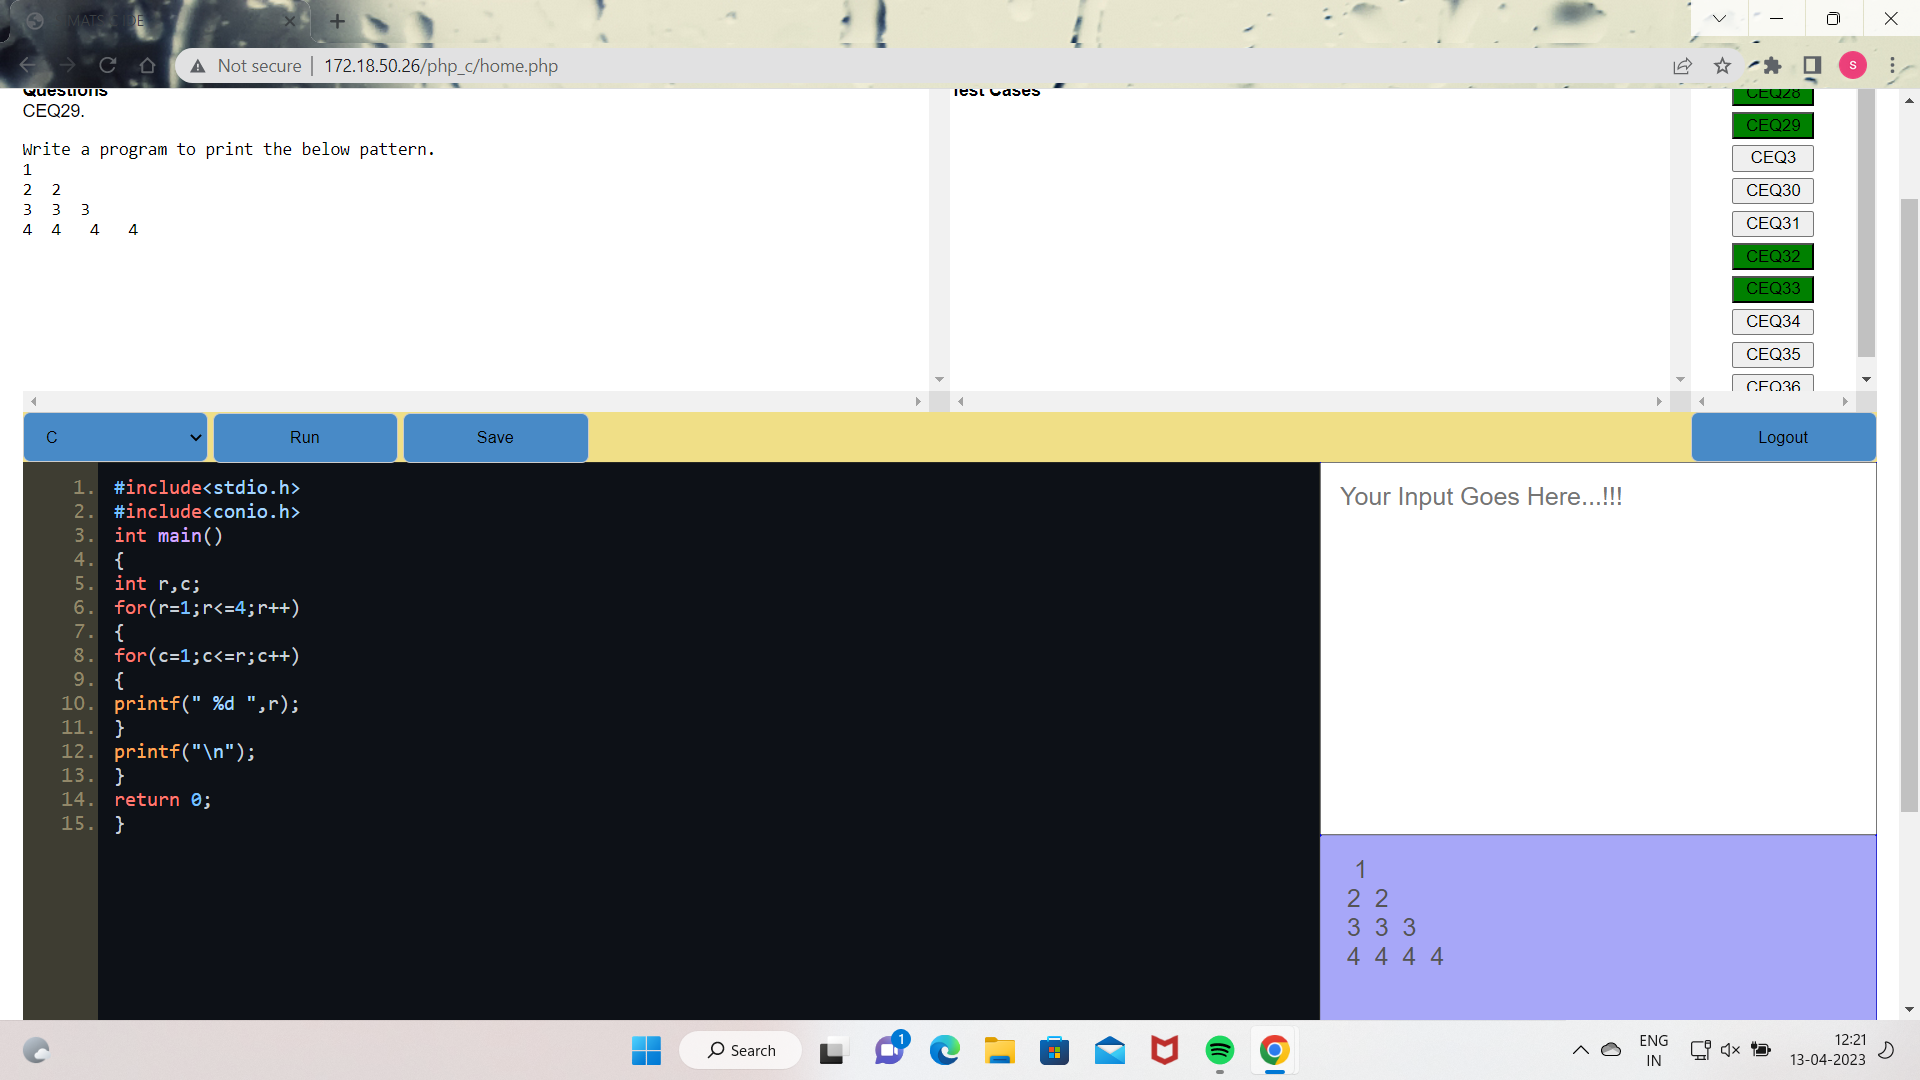 Not secure
172.18.50.26/php_c/home.php
S
Questions
CEQ29.
Write a program to print the below pattern.
1
2 2
3 3 3
4 4 4 4
Test Cases
CEQ28
CEQ29
CEQ3
CEQ30
CEQ31
CEQ32
CEQ33
CEQ34
CEQ35
CEQ36
C
Run
Save
Logout
1. #include<stdio.h>
2. #include<conio.h>
3. int main()
4. {
5. int r,c;
6. for(r=1;r<=4;r++)
7. {
8. for(c=1;c<=r;c++)
9. {
10. printf(" %d ",r);
11. }
12. printf("\n");
13. }
14. return 0;
15. }
Your Input Goes Here...!!!
1
2 2
3 3 3
4 4 4 4
Search
1
ENG
IN
12:21
13-04-2023